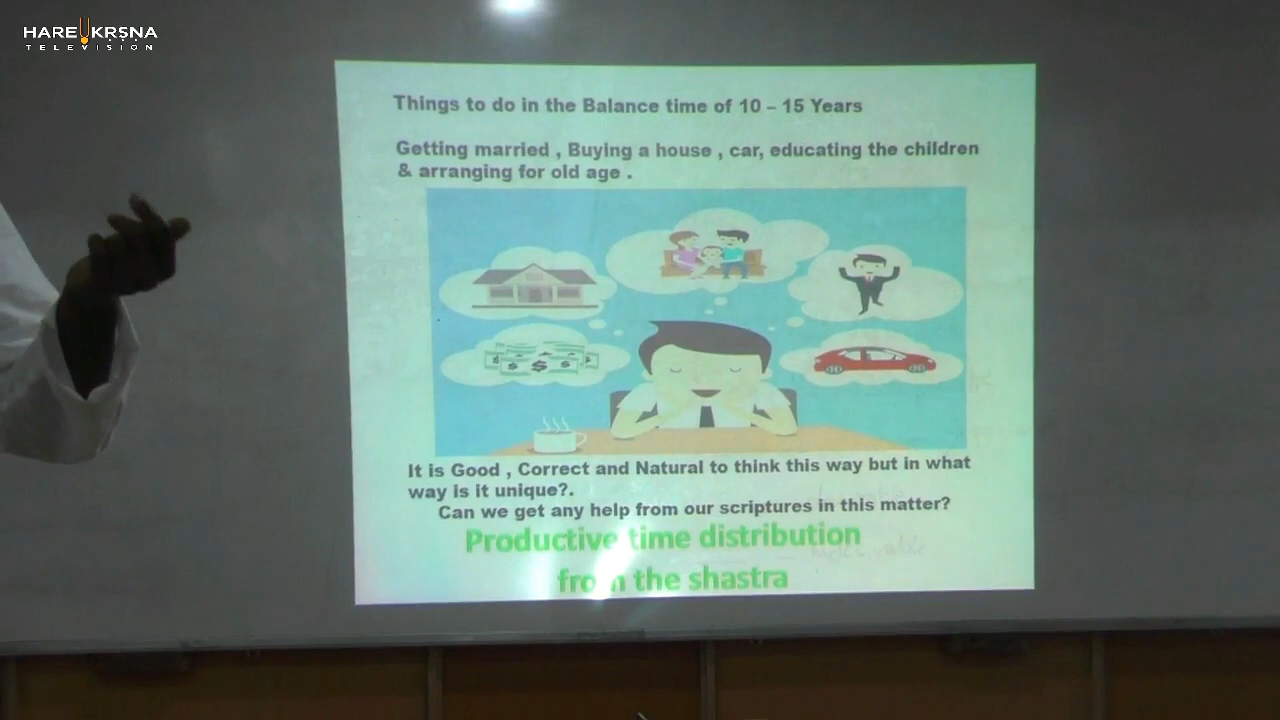 HARE KRSNA
TELEVISION
Things to do in the Balance time of 10 – 15 Years
Getting married , Buying a house , car, educating the children
& arranging for old age .
It is Good , Correct and Natural to think this way but in what
way is it unique?.
Can we get any help from our scriptures in this matter?
Productive time distribution
from the shastra